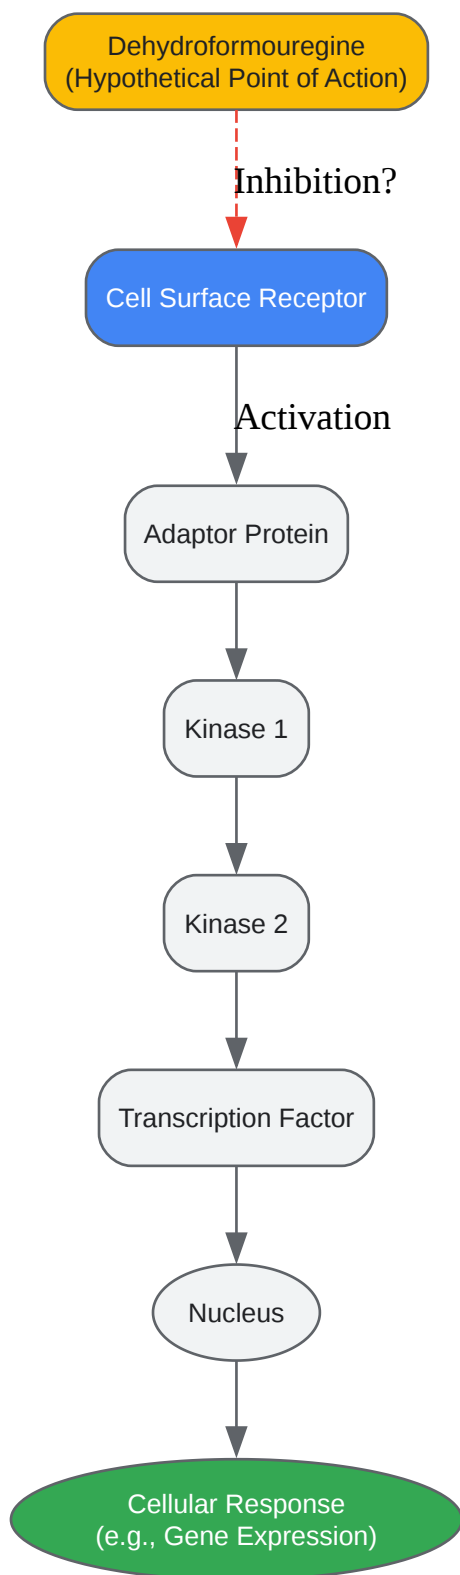 Dehydroformouregine
(Hypothetical Point of Action)
Inhibition?
Cell Surface Receptor
Activation
Adaptor Protein
Kinase 1
Kinase 2
Transcription Factor
Nucleus
Cellular Response
(e.g., Gene Expression)